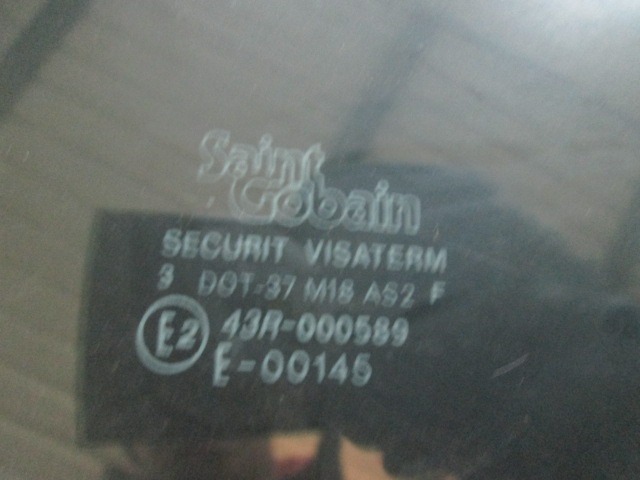 Saint
Gobain
SECURIT VISATERM
3 DOT-37 M18 AS2 F
E2 43R-000589
E-00145